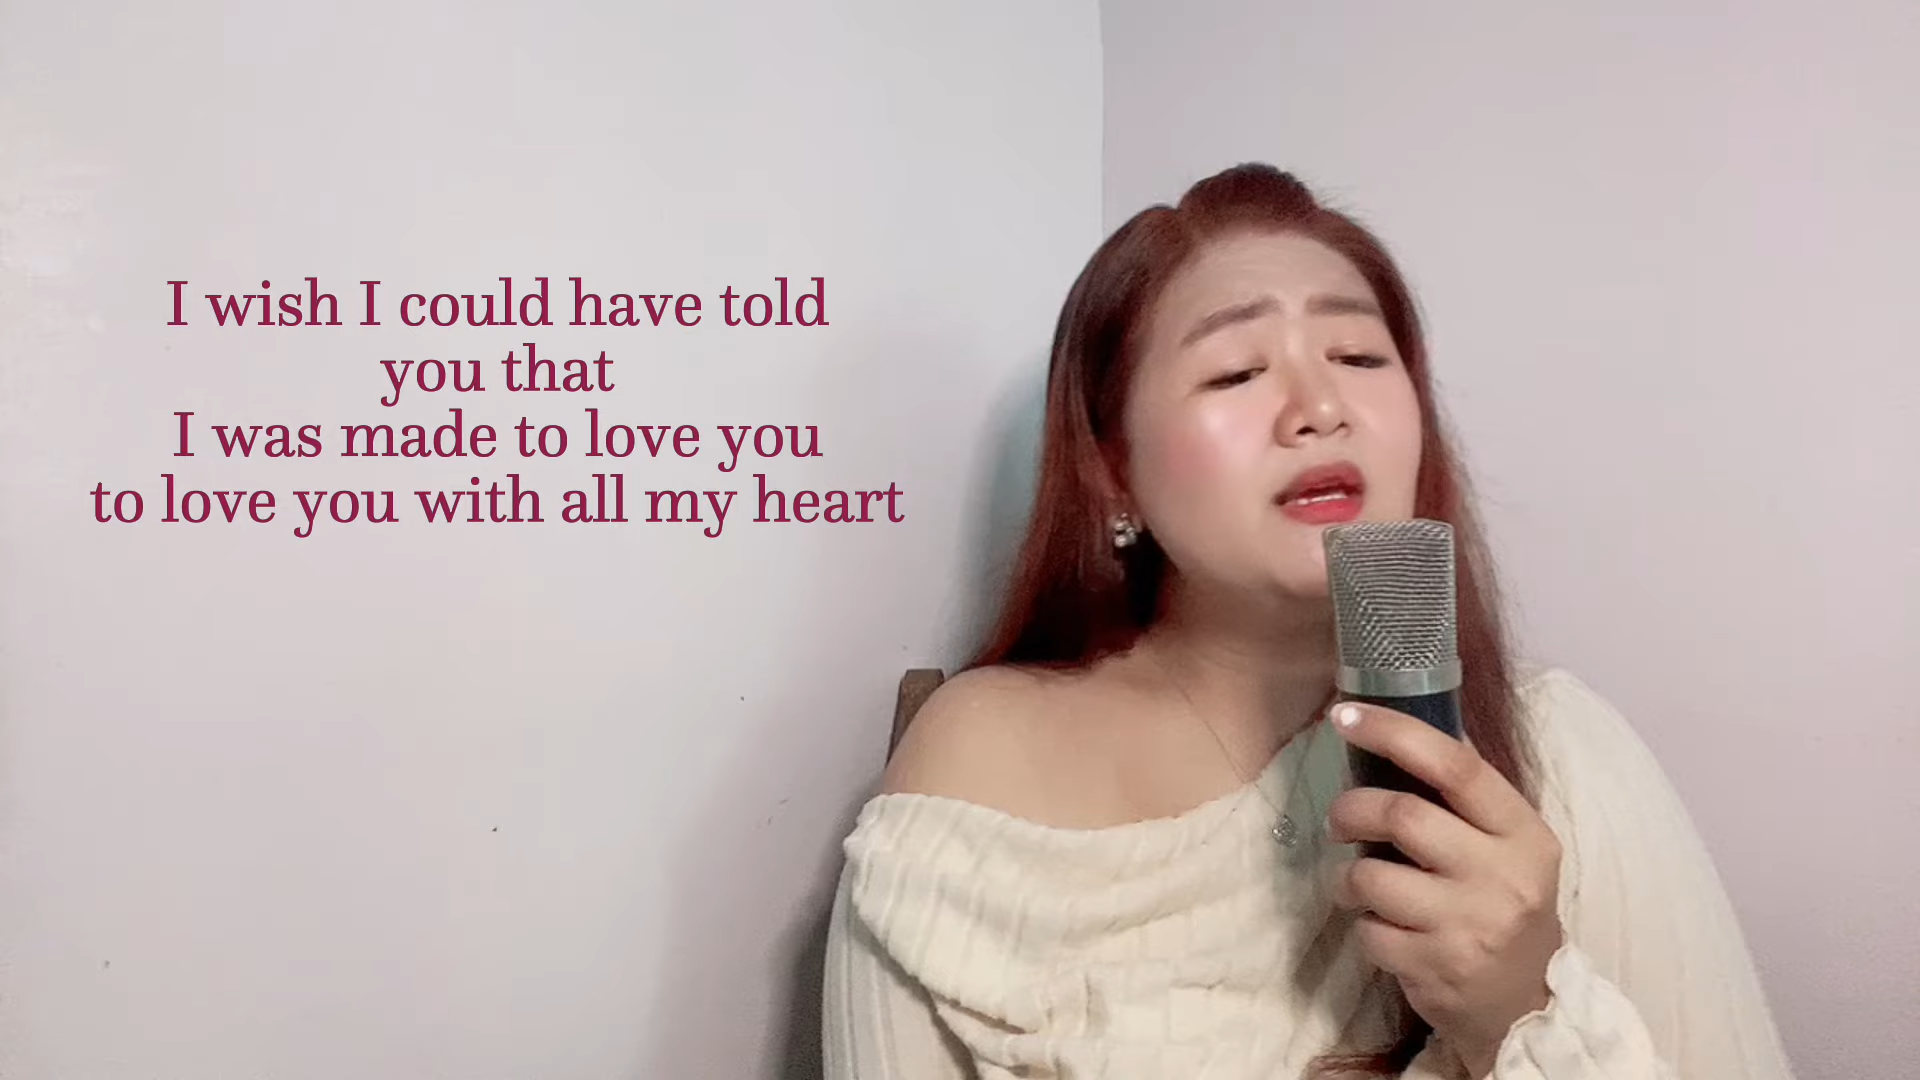 I wish I could have told
you that
I was made to love you
to love you with all my heart